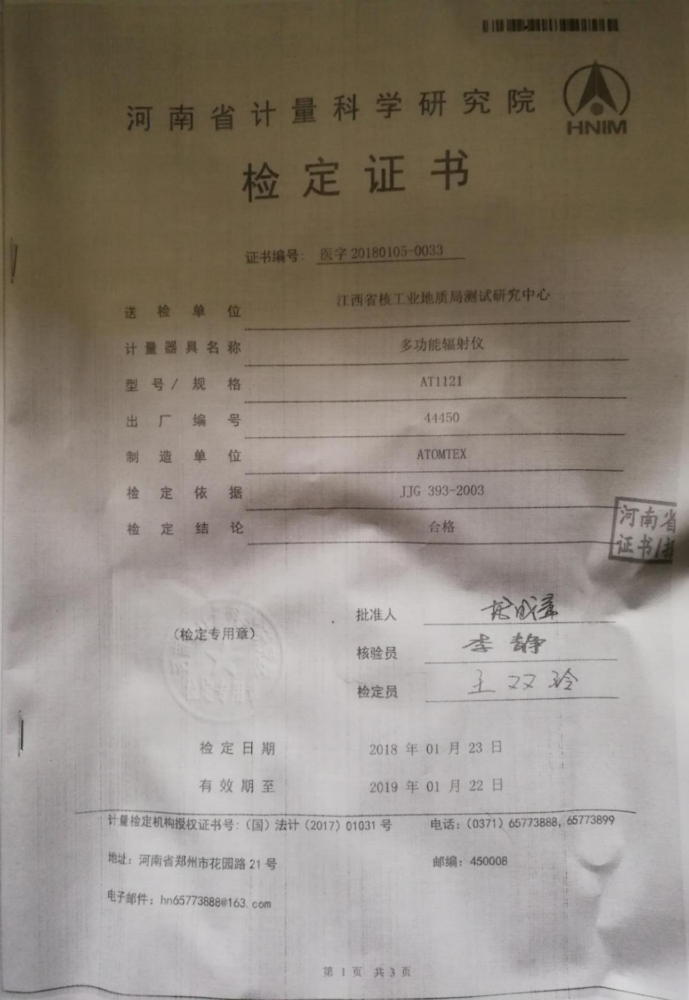 河南省计量科学研究院
HNIM
检定证书
证书编号： 医字 20180105-0033
送检单位 江西省核工业地质局测试研究中心
计量器具名称 多功能辐射仪
型号/规格 AT1121
出厂编号 44450
制造单位 ATOMTEX
检定依据 JJG 393-2003
检定结论 合格
河南省
证书/
批准人
（检定专用章）
核验员 李静
检定员 王双玲
检定日期 2018 年 01 月 23 日
有效期至 2019 年 01 月 22 日
计量检定机构授权证书号：（国）法计（2017）01031 号 电话：（0371）65773888，65773899
地址：河南省郑州市花园路 21 号 邮编：450008
电子邮件：hn65773888@163.com
第 1 页 共 3 页